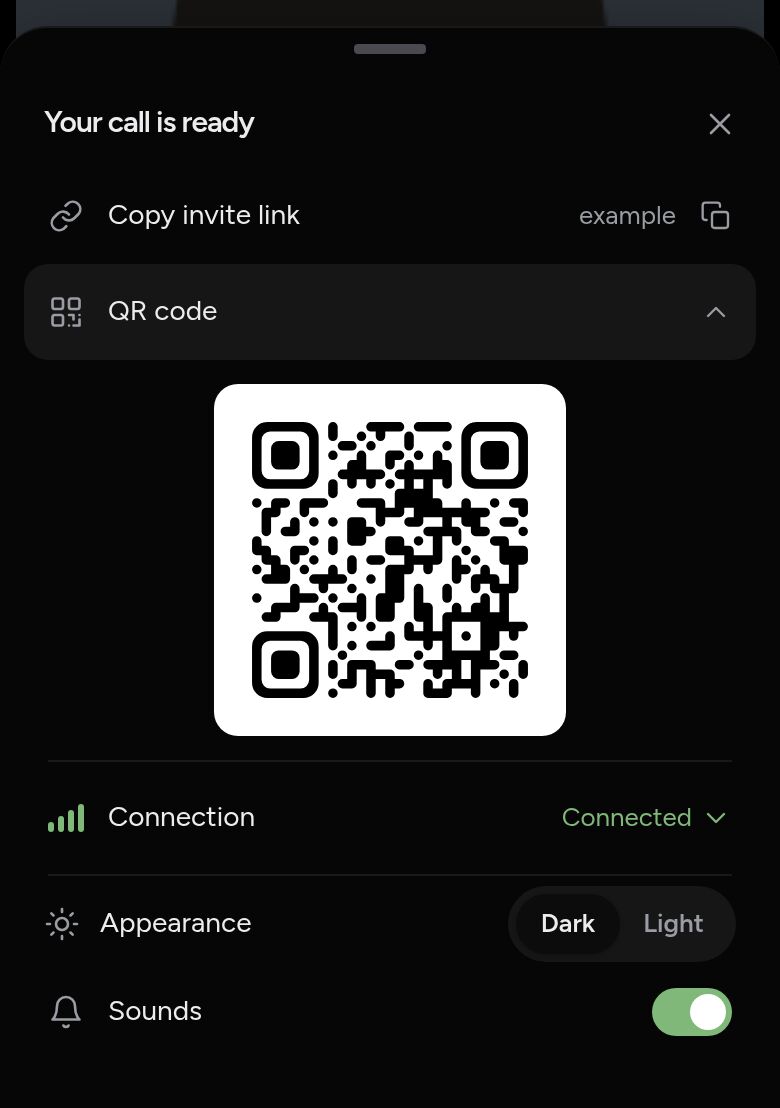 Your call is ready
Copy invite link example
QR code
Connection Connected
Appearance Dark Light
Sounds